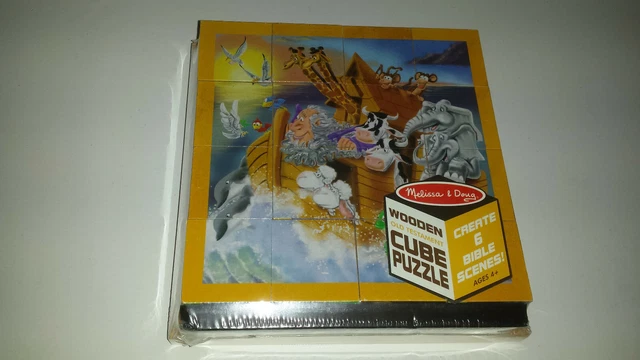 Melissa & Doug
WOODEN
OLD TESTAMENT
CUBE
PUZZLE
CREATE
6
BIBLE
SCENES!
AGES 4+